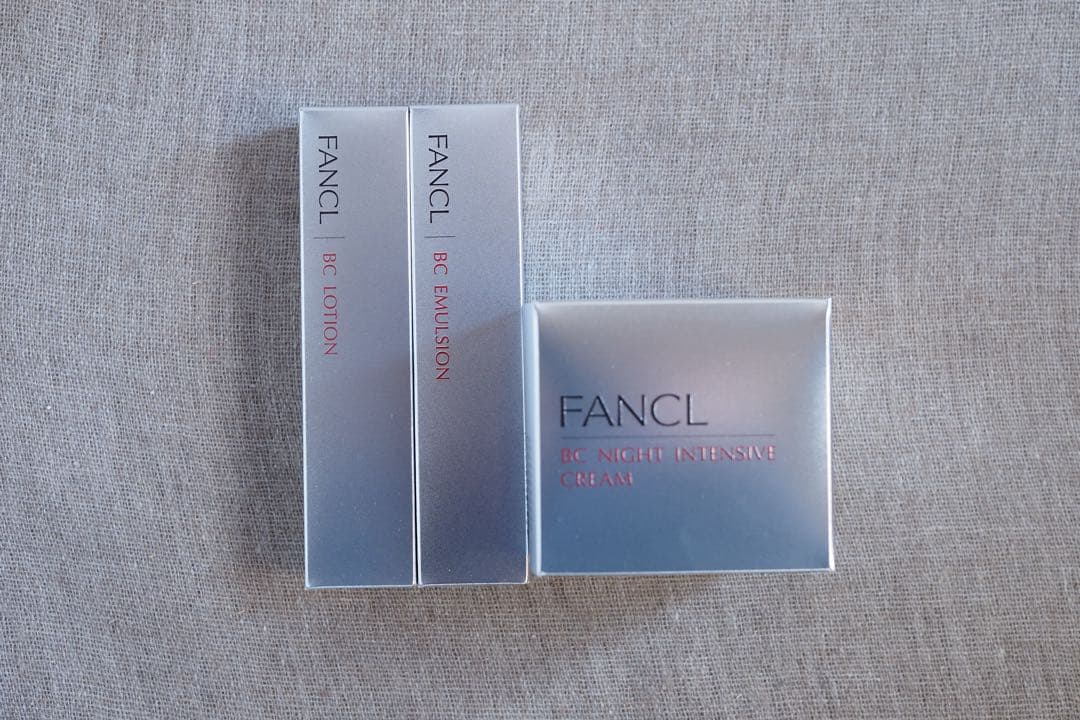 FANCL | BC LOTION
FANCL | BC EMULSION
FANCL
BC NIGHT INTENSIVE
CREAM